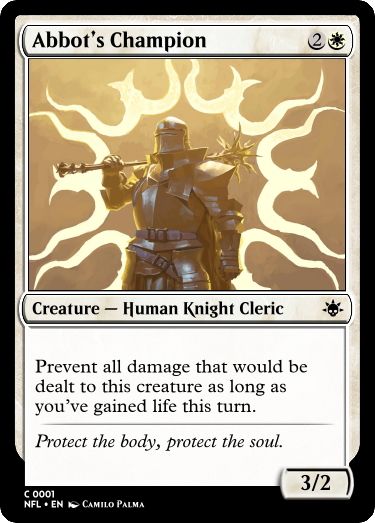 Abbot's Champion 2
Creature — Human Knight Cleric
Prevent all damage that would be
dealt to this creature as long as
you've gained life this turn.
Protect the body, protect the soul.
3/2
C 0001
NFL • EN Camilo Palma